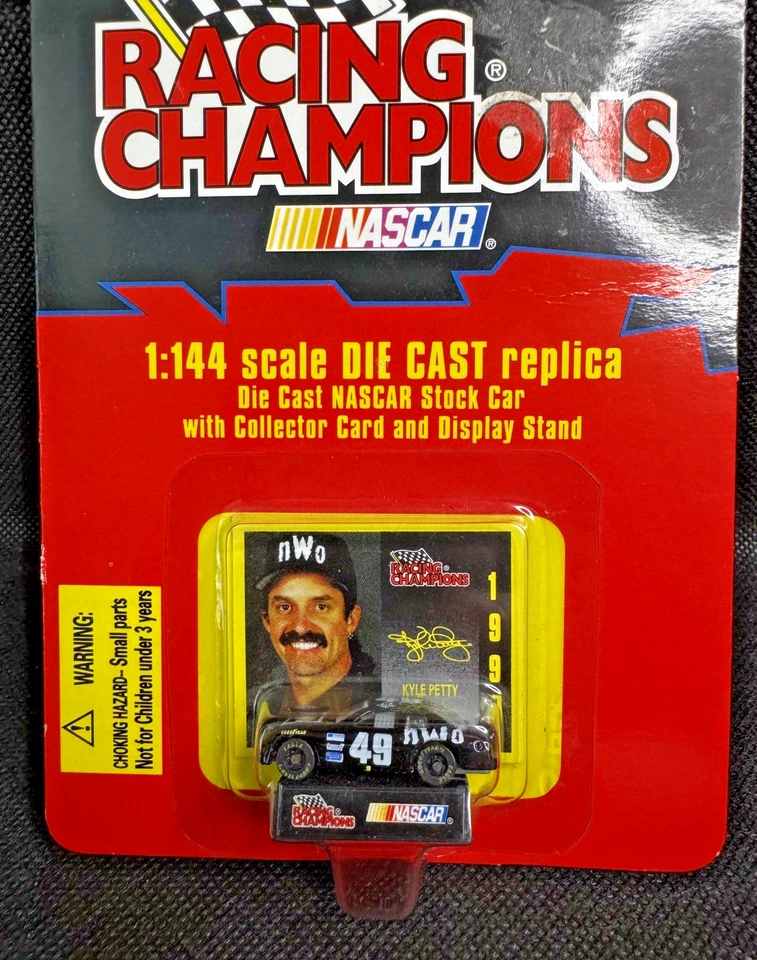 RACING ®
CHAMPIONS
NASCAR ®
1:144 scale DIE CAST replica
Die Cast NASCAR Stock Car
with Collector Card and Display Stand
WARNING:
CHOKING HAZARD-- Small parts
Not for Children under 3 years
nWo
RACING
CHAMPIONS
1
9
9
KYLE PETTY
GOODYEAR
EAGLE
49
nWo
RACING
CHAMPIONS
NASCAR ®